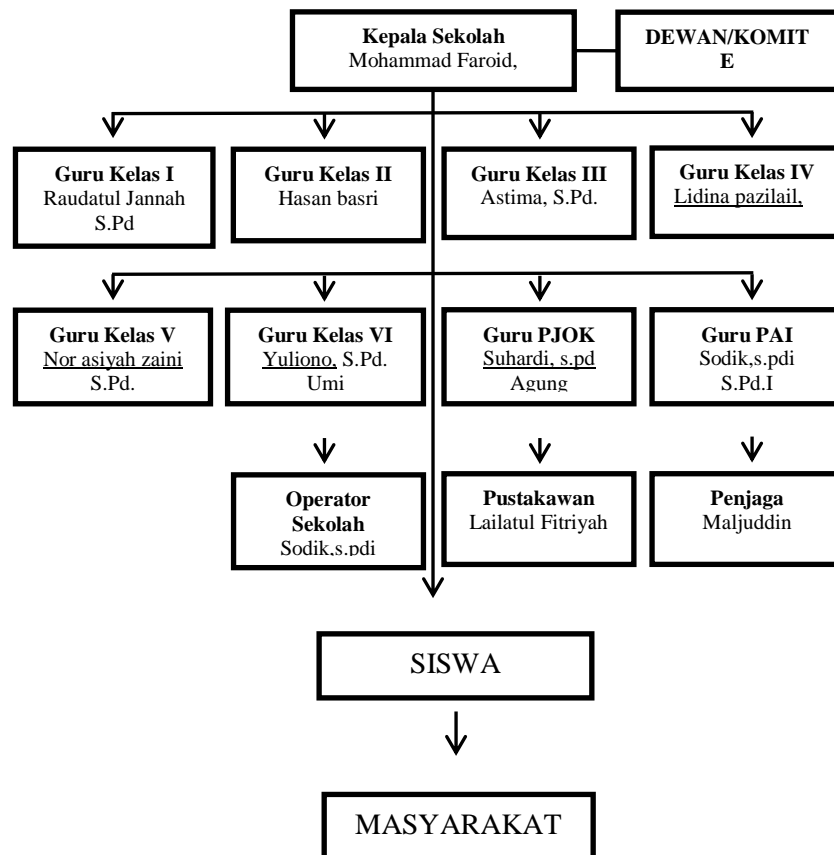 Kepala Sekolah
Mohammad Faroid,
DEWAN/KOMIT
E
Guru Kelas I
Raudatul Jannah
S.Pd
Guru Kelas II
Hasan basri
Guru Kelas III
Astima, S.Pd.
Guru Kelas IV
Lidina pazilail,
Guru Kelas V
Nor asiyah zaini
S.Pd.
Guru Kelas VI
Yuliono, S.Pd.
Umi
Guru PJOK
Suhardi, s.pd
Agung
Guru PAI
Sodik,s.pdi
S.Pd.I
Operator
Sekolah
Sodik,s.pdi
Pustakawan
Lailatul Fitriyah
Penjaga
Maljuddin
SISWA
MASYARAKAT